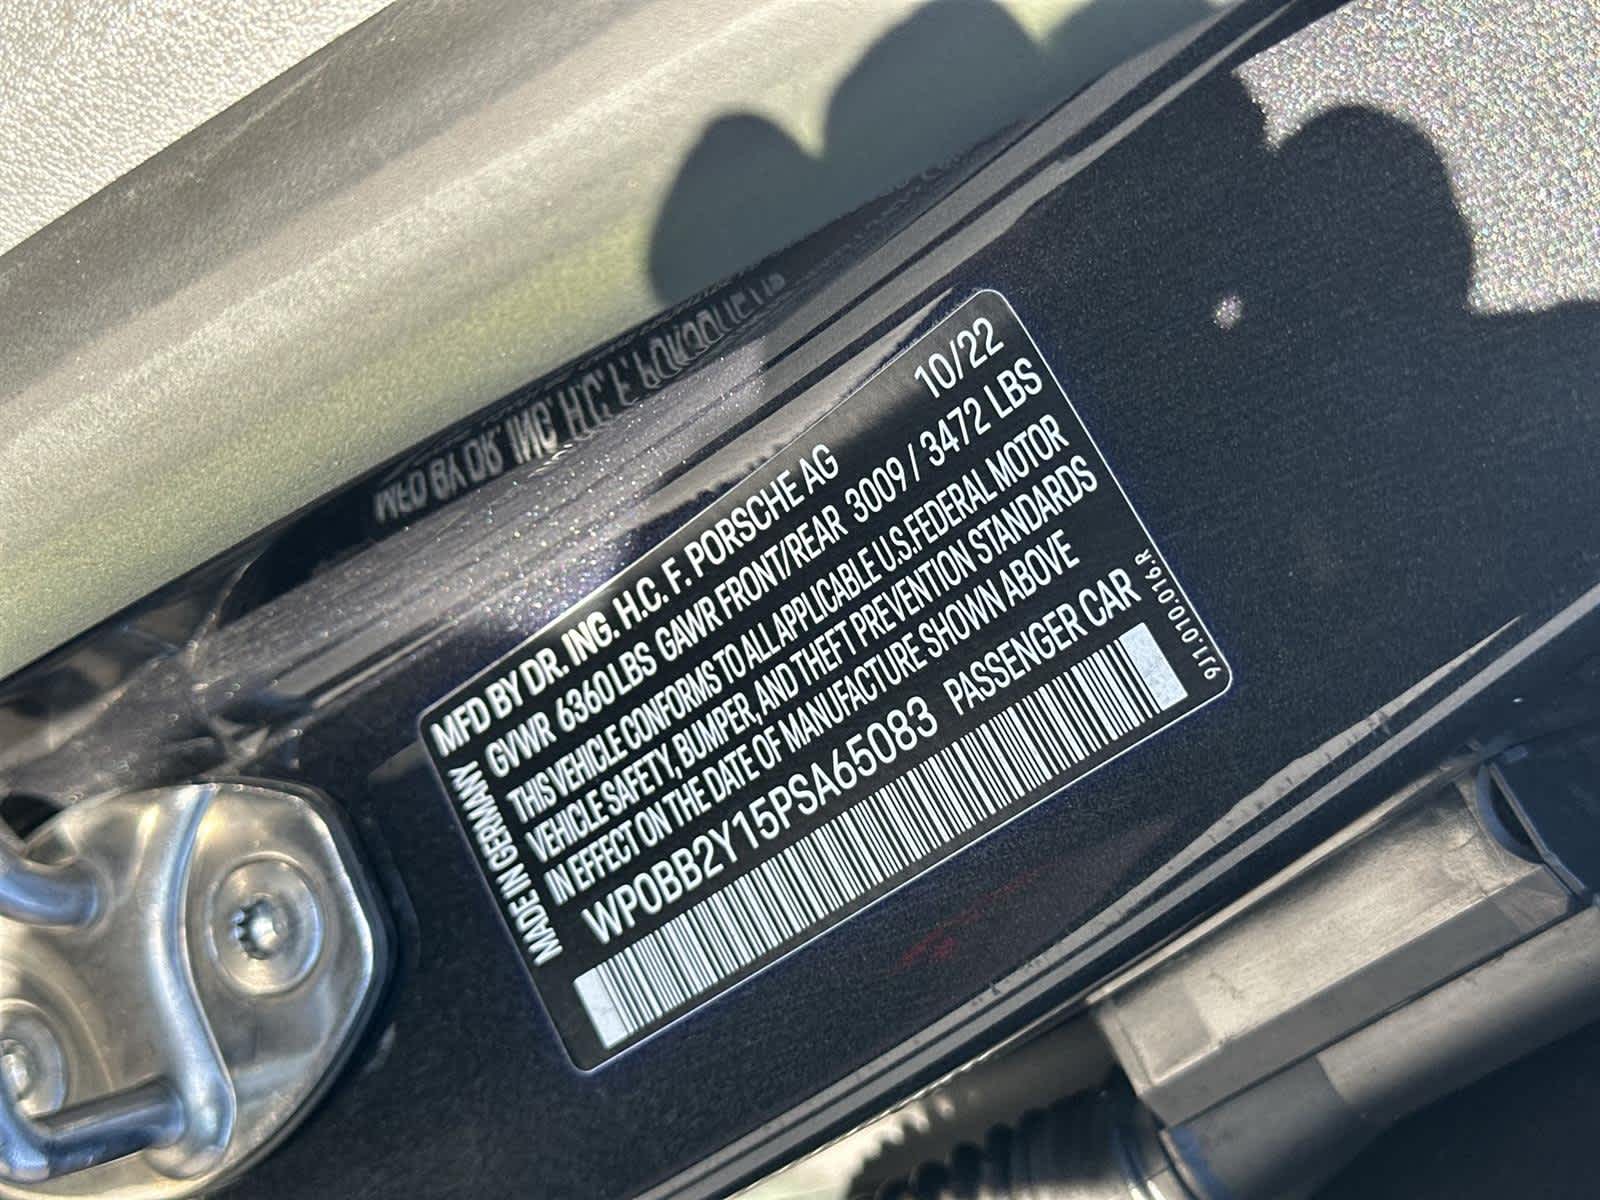 MFD BY DR. ING. H.C. F. PORSCHE AG 10/22
GVWR 6360 LBS GAWR FRONT/REAR 3009 / 3472 LBS
THIS VEHICLE CONFORMS TO ALL APPLICABLE U.S.FEDERAL MOTOR
VEHICLE SAFETY, BUMPER, AND THEFT PREVENTION STANDARDS
IN EFFECT ON THE DATE OF MANUFACTURE SHOWN ABOVE
WP0BB2Y15PSA65083 PASSENGER CAR
MADE IN GERMANY
9J1.010.016.R